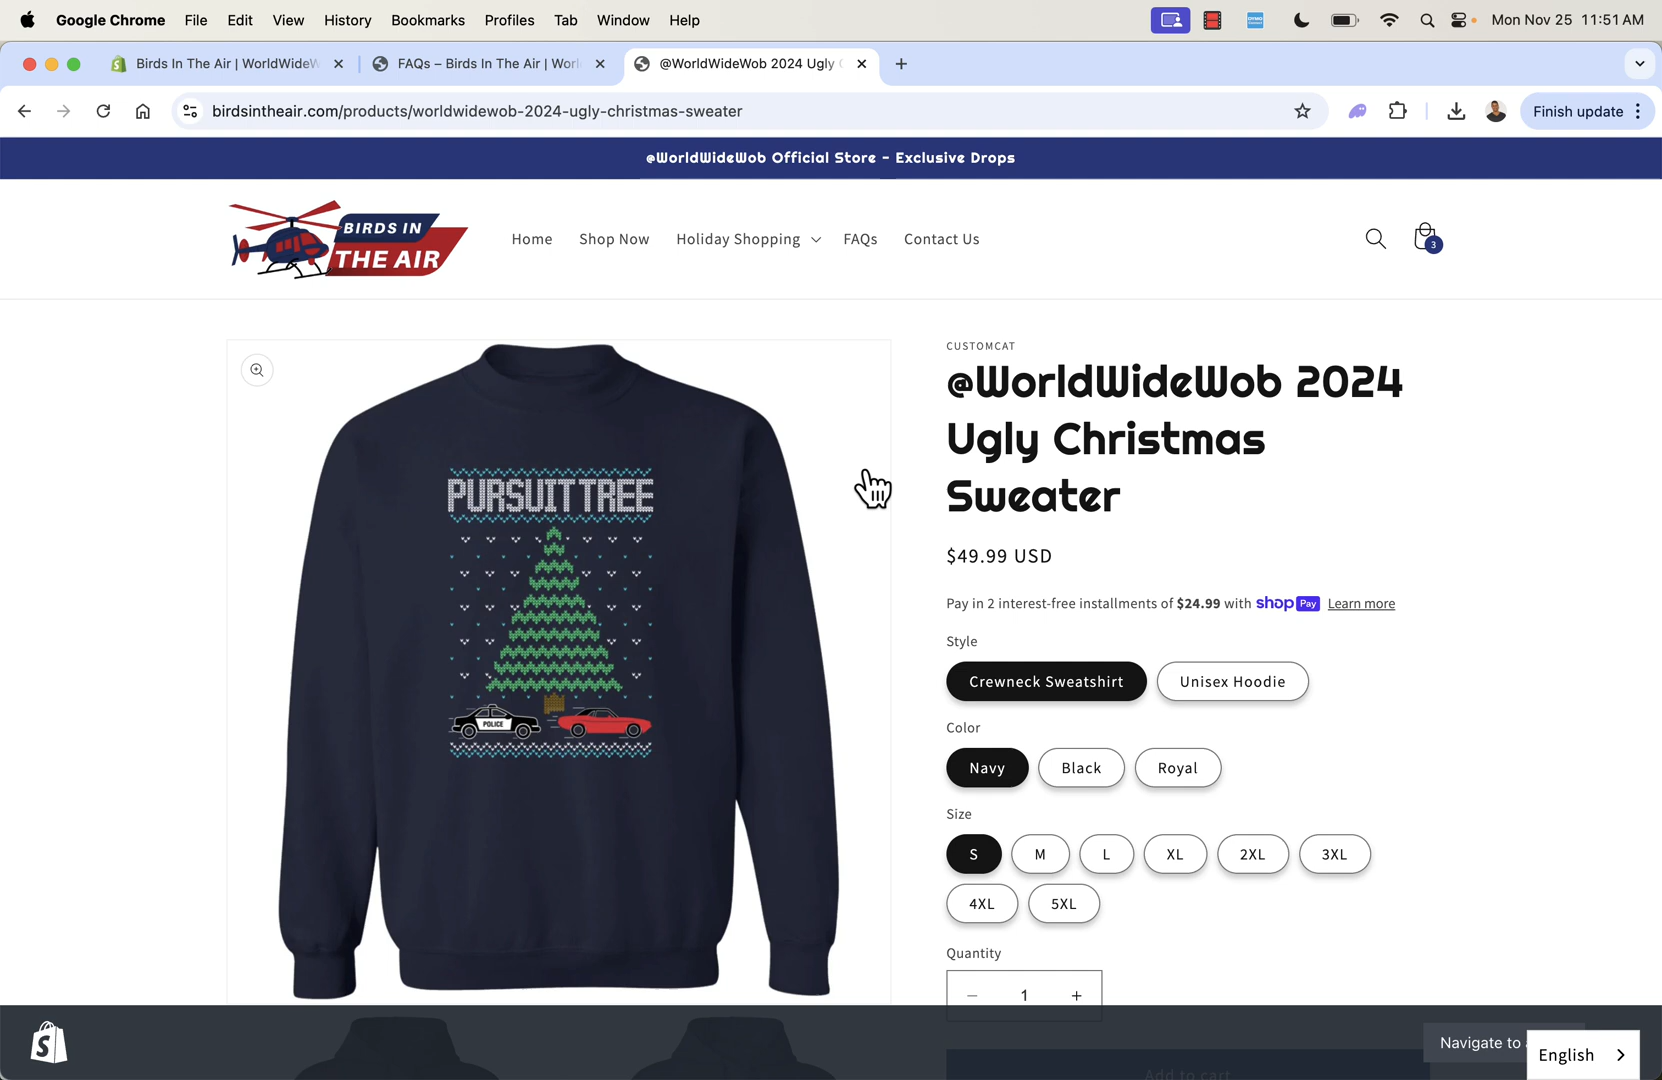 Google Chrome File Edit View History Bookmarks Profiles Tab Window Help
Mon Nov 25 11:51 AM
Birds In The Air | WorldWideW
FAQs – Birds In The Air | Worl
@WorldWideWob 2024 Ugly
birdsintheair.com/products/worldwidewob-2024-ugly-christmas-sweater
Finish update
@WorldWideWob Official Store - Exclusive Drops
BIRDS IN
THE AIR
Home Shop Now Holiday Shopping FAQs Contact Us
3
CUSTOMCAT
@WorldWideWob 2024
Ugly Christmas
Sweater
$49.99 USD
Pay in 2 interest-free installments of $24.99 with shop Pay Learn more
Style
Crewneck Sweatshirt Unisex Hoodie
Color
Navy Black Royal
Size
S M L XL 2XL 3XL
4XL 5XL
Quantity
− 1 +
Add to cart
PURSUIT TREE
POLICE
Navigate to
English